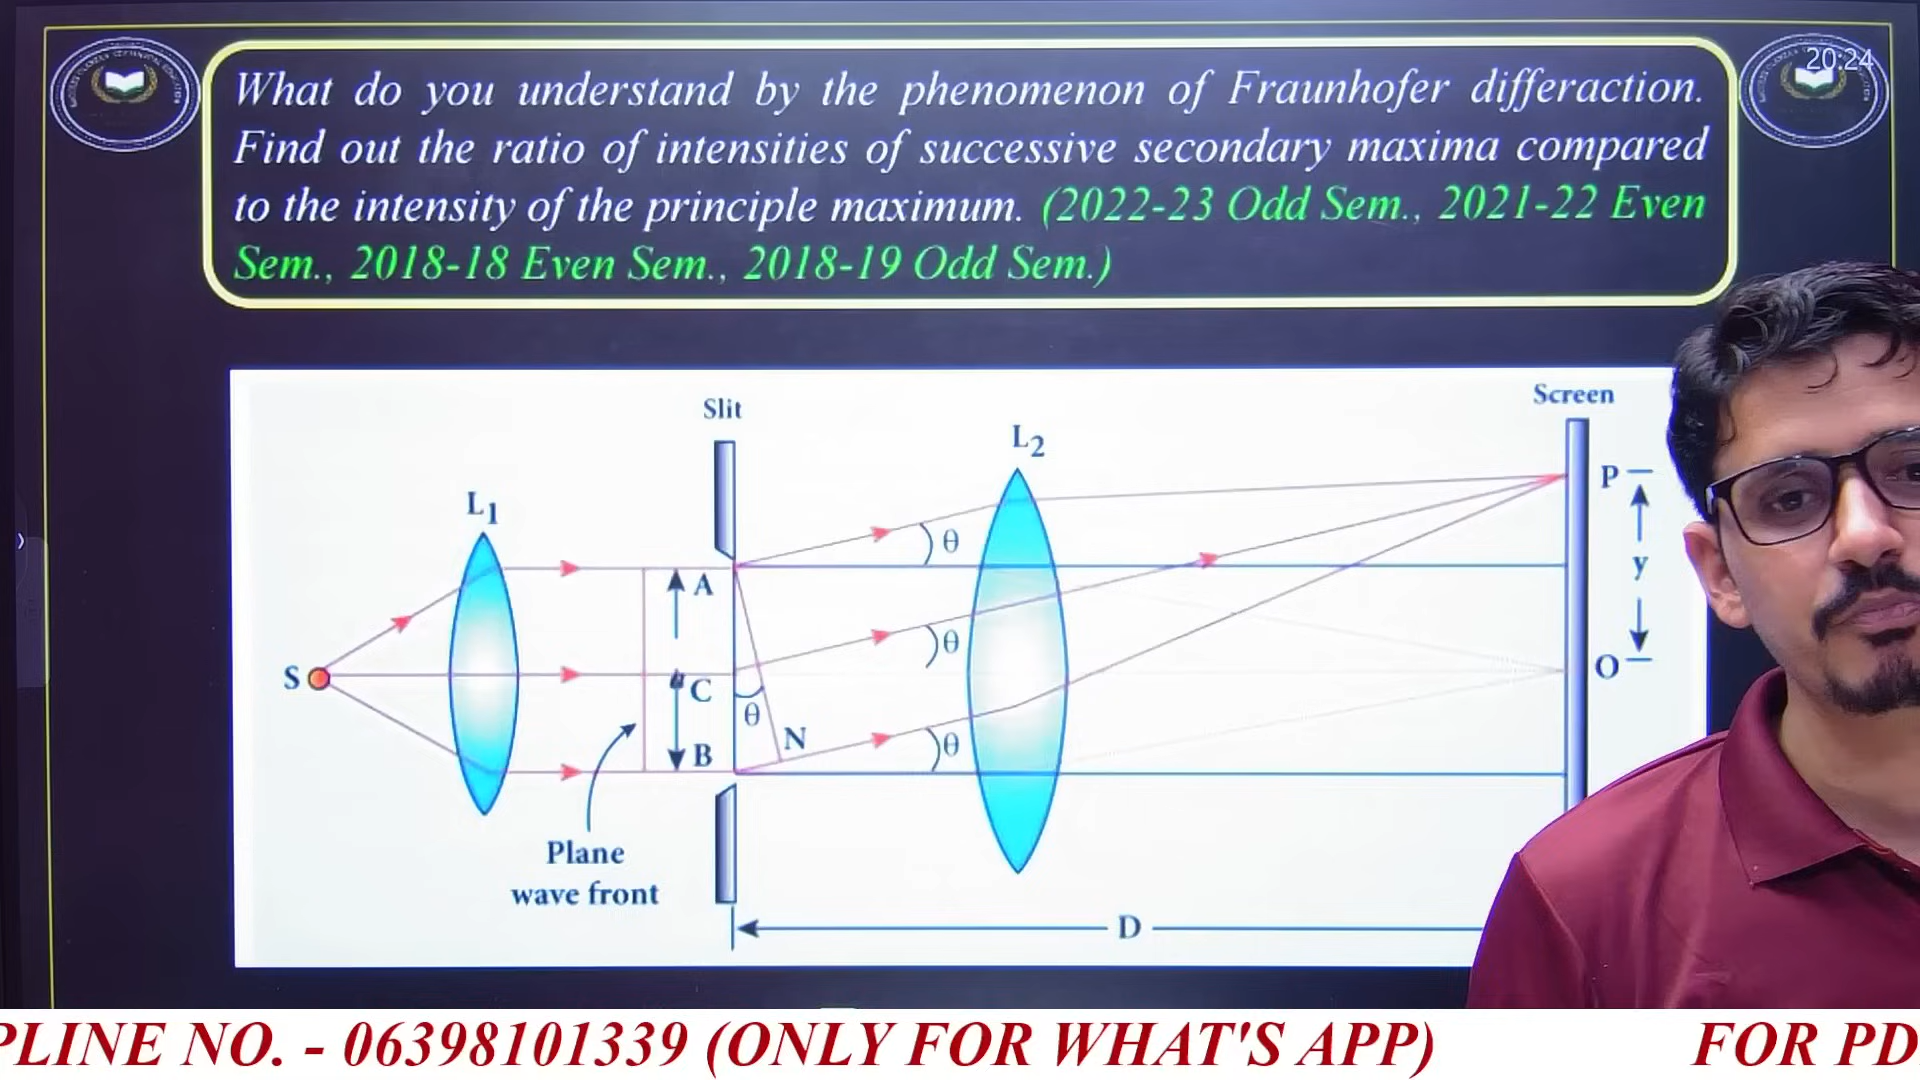 20:24
What do you understand by the phenomenon of Fraunhofer differaction.
Find out the ratio of intensities of successive secondary maxima compared
to the intensity of the principle maximum. (2022-23 Odd Sem., 2021-22 Even
Sem., 2018-18 Even Sem., 2018-19 Odd Sem.)
Slit
Screen
L2
L1
P
θ
y
A
θ
S
C
O
θ
N
B
θ
Plane
wave front
D
PLINE NO. - 06398101339 (ONLY FOR WHAT'S APP) FOR PD